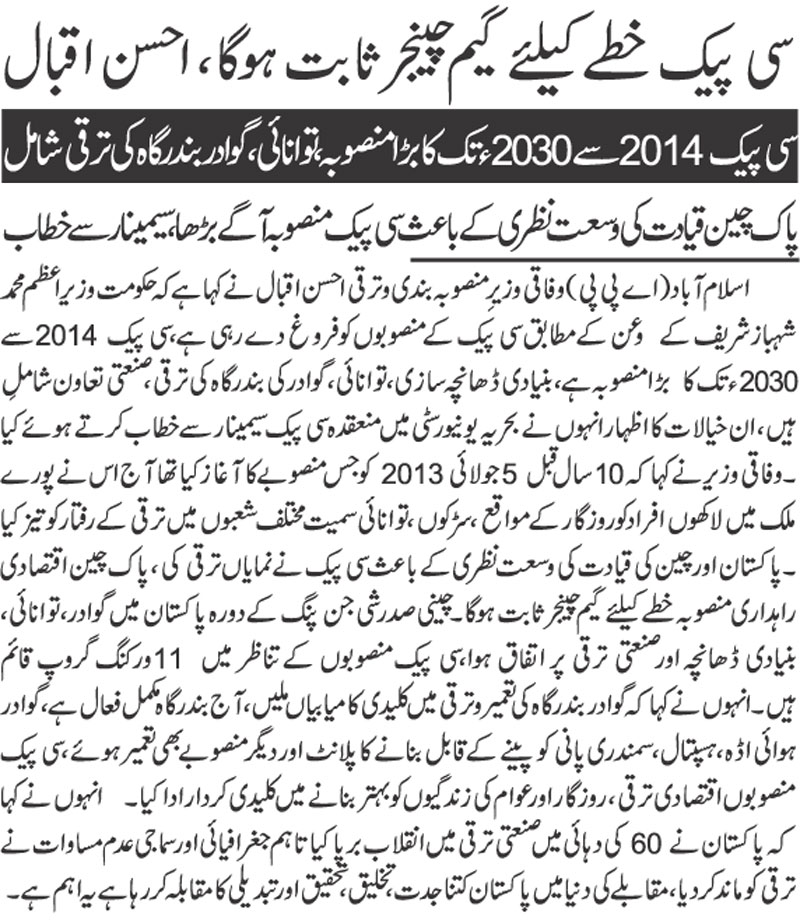 سی پیک خطے کیلئے گیم چینجر ثابت ہوگا، احسن اقبال
سی پیک 2014 سے 2030ء تک کا بڑا منصوبہ، توانائی، گوادر بندرگاہ کی ترقی شامل
پاک چین قیادت کی وسعت نظری کے باعث سی پیک منصوبہ آگے بڑھا، سیمینار سے خطاب
اسلام آباد (اے پی پی) وفاقی وزیرِ منصوبہ بندی و ترقی احسن اقبال نے کہا ہے کہ حکومت وزیراعظم محمد
شہباز شریف کے وعن کے مطابق سی پیک کے منصوبوں کو فروغ دے رہی ہے، سی پیک 2014 سے
2030ء تک کا بڑا منصوبہ ہے، بنیادی ڈھانچہ سازی، توانائی، گوادر کی بندرگاہ کی ترقی، صنعتی تعاون شامل
ہیں، ان خیالات کا اظہار انہوں نے بحریہ یونیورسٹی میں منعقدہ سی پیک سیمینار سے خطاب کرتے ہوئے کیا
۔ وفاقی وزیر نے کہا کہ 10 سال قبل 5 جولائی 2013 کو جس منصوبے کا آغاز کیا تھا آج اس نے پورے
ملک میں لاکھوں افراد کو روزگار کے مواقع، سڑکوں، توانائی سمیت مختلف شعبوں میں ترقی کے رفتار کو تیز کیا
۔ پاکستان اور چین کی قیادت کی وسعت نظری کے باعث سی پیک نے نمایاں ترقی کی، پاک چین اقتصادی
راہداری منصوبہ خطے کیلئے گیم چینجر ثابت ہوگا۔ چینی صدر شی جن پنگ کے دورہ پاکستان میں گوادر، توانائی،
بنیادی ڈھانچہ اور صنعتی ترقی پر اتفاق ہوا، سی پیک منصوبوں کے تناظر میں 11 ورکنگ گروپ قائم
ہیں۔ انہوں نے کہا کہ گوادر بندرگاہ کی تعمیر و ترقی میں کلیدی کامیابیاں ملیں، آج بندرگاہ مکمل فعال ہے، گوادر
ہوائی اڈہ، ہسپتال، سمندری پانی کو پینے کے قابل بنانے کا پلانٹ اور دیگر منصوبے بھی تعمیر ہوئے، سی پیک
منصوبوں اقتصادی ترقی، روزگار اور عوام کی زندگیوں کو بہتر بنانے میں کلیدی کردار ادا کیا۔ انہوں نے کہا
کہ پاکستان نے 60 کی دہائی میں صنعتی ترقی میں انقلاب برپا کیا تاہم جغرافیائی اور سماجی عدم مساوات نے
ترقی کو ماند کر دیا، مقابلے کی دنیا میں پاکستان کتنا جدت، تخلیق، تحقیق اور تبدیلی کا مقابلہ کر رہا ہے یہ اہم ہے۔